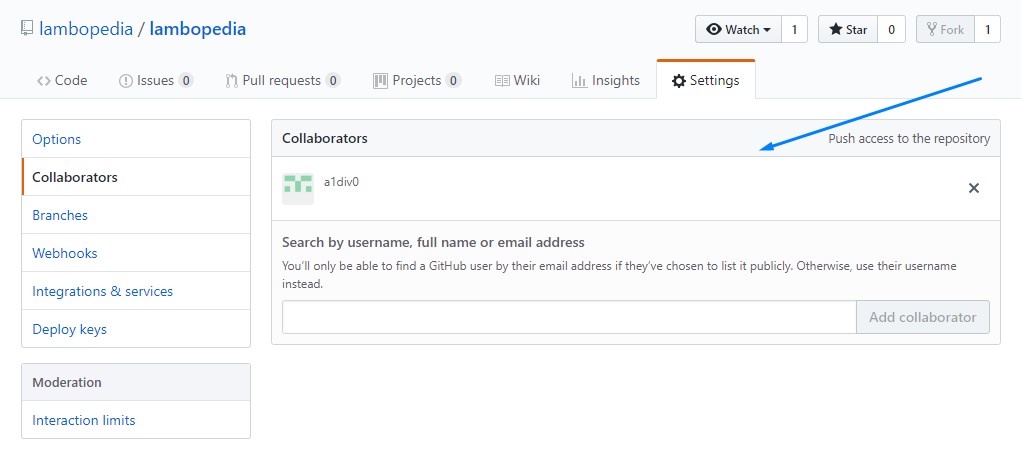 lambopedia / lambopedia
Watch 1 Star 0 Fork 1
Code Issues 0 Pull requests 0 Projects 0 Wiki Insights Settings
Options
Collaborators
Branches
Webhooks
Integrations & services
Deploy keys
Moderation
Interaction limits
Collaborators Push access to the repository
a1div0
Search by username, full name or email address
You'll only be able to find a GitHub user by their email address if they've chosen to list it publicly. Otherwise, use their username
instead.
Add collaborator